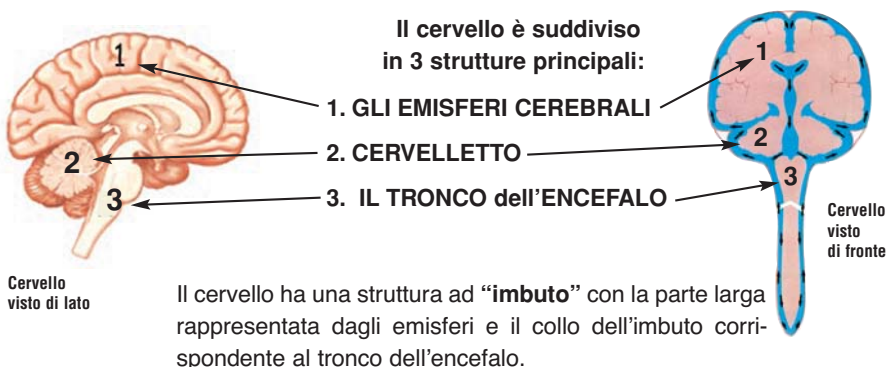 Il cervello è suddiviso
in 3 strutture principali:
1
1
1. GLI EMISFERI CEREBRALI
2
2. CERVELLETTO
2
3
3. IL TRONCO dell'ENCEFALO
3
Cervello
visto di lato
Cervello
visto
di fronte
Il cervello ha una struttura ad “imbuto” con la parte larga
rappresentata dagli emisferi e il collo dell'imbuto corri-
spondente al tronco dell'encefalo.